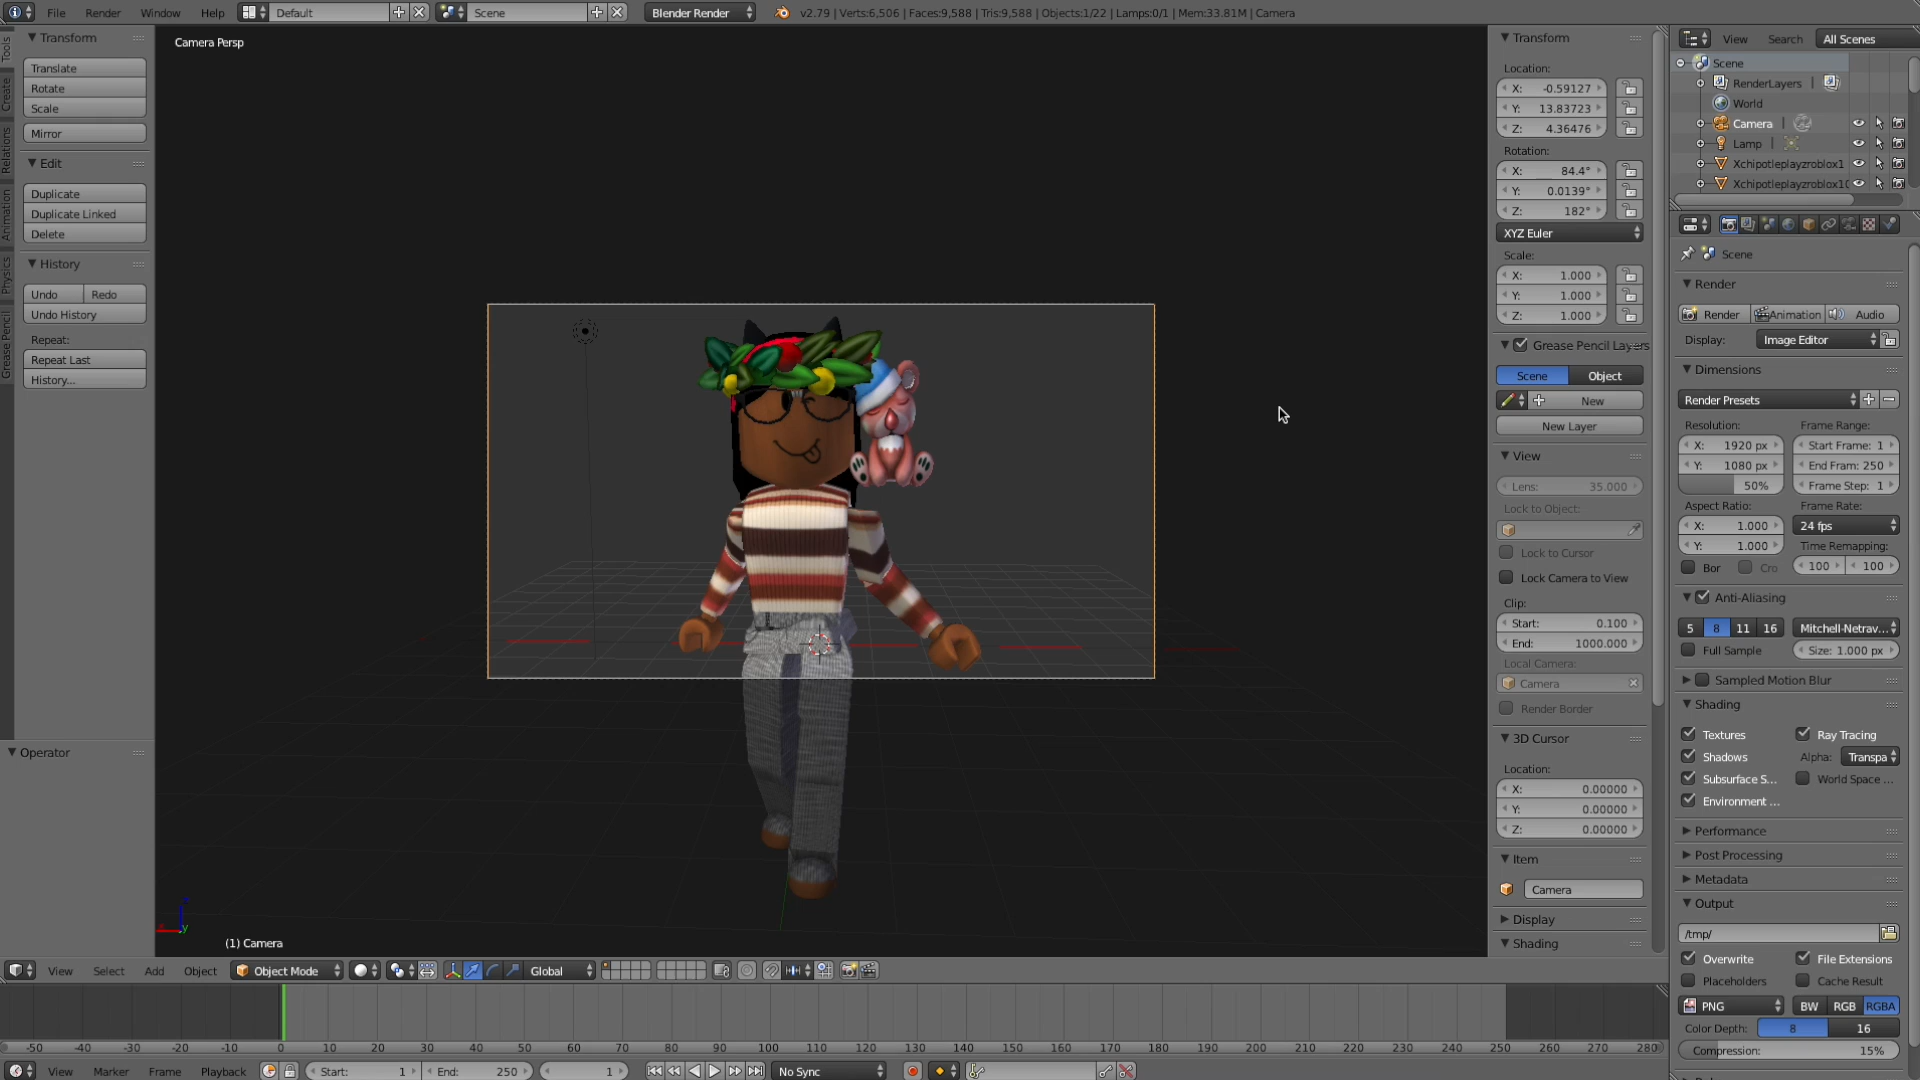 File Render Window Help Default Scene Blender Render v2.79 | Verts:6,506 | Faces:9,588 | Tris:9,588 | Objects:1/22 | Lamps:0/1 | Mem:33.81M | Camera
Tools
Create
Relations
Animation
Physics
Grease Pencil
Transform
Translate
Rotate
Scale
Mirror
Edit
Duplicate
Duplicate Linked
Delete
History
Undo Redo
Undo History
Repeat:
Repeat Last
History...
Operator
Camera Persp
(1) Camera
Transform
Location:
X: -0.59127
Y: 13.83723
Z: 4.36476
Rotation:
X: 84.4°
Y: 0.0139°
Z: 182°
XYZ Euler
Scale:
X: 1.000
Y: 1.000
Z: 1.000
Grease Pencil Layers
Scene Object
New
New Layer
View
Lens: 35.000
Lock to Object:
Lock to Cursor
Lock Camera to View
Clip:
Start: 0.100
End: 1000.000
Local Camera:
Camera
Render Border
3D Cursor
Location:
X: 0.00000
Y: 0.00000
Z: 0.00000
Item
Camera
Display
Shading
View Search All Scenes
Scene
RenderLayers |
World
Camera |
Lamp |
Xchipotleplayzroblox1
Xchipotleplayzroblox10
Scene
Render
Render Animation Audio
Display: Image Editor
Dimensions
Render Presets
Resolution: Frame Range:
X: 1920 px Start Frame: 1
Y: 1080 px End Fram: 250
50% Frame Step: 1
Aspect Ratio: Frame Rate:
X: 1.000 24 fps
Y: 1.000 Time Remapping:
Bor Cro 100 100
Anti-Aliasing
5 8 11 16 Mitchell-Netrav...
Full Sample Size: 1.000 px
Sampled Motion Blur
Shading
Textures Ray Tracing
Shadows Alpha: Transpa
Subsurface S... World Space ...
Environment ...
Performance
Post Processing
Metadata
Output
/tmp/
Overwrite File Extensions
Placeholders Cache Result
PNG BW RGB RGBA
Color Depth: 8 16
Compression: 15%
View Select Add Object Object Mode Global
-50 -40 -30 -20 -10 0 10 20 30 40 50 60 70 80 90 100 110 120 130 140 150 160 170 180 190 200 210 220 230 240 250 260 270 280
View Marker Frame Playback Start: 1 End: 250 1 No Sync